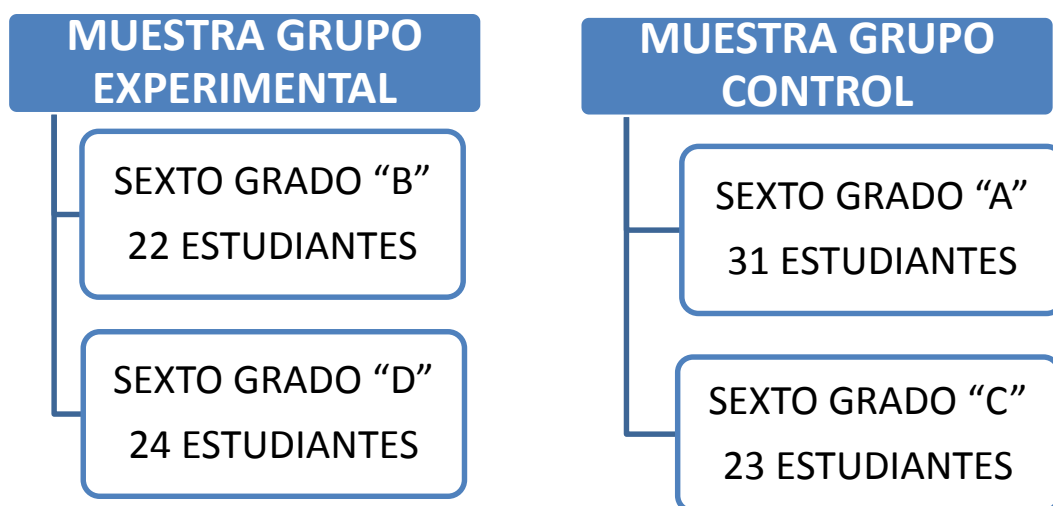 MUESTRA GRUPO
EXPERIMENTAL
SEXTO GRADO “B”
22 ESTUDIANTES
SEXTO GRADO “D”
24 ESTUDIANTES
MUESTRA GRUPO
CONTROL
SEXTO GRADO “A”
31 ESTUDIANTES
SEXTO GRADO “C”
23 ESTUDIANTES